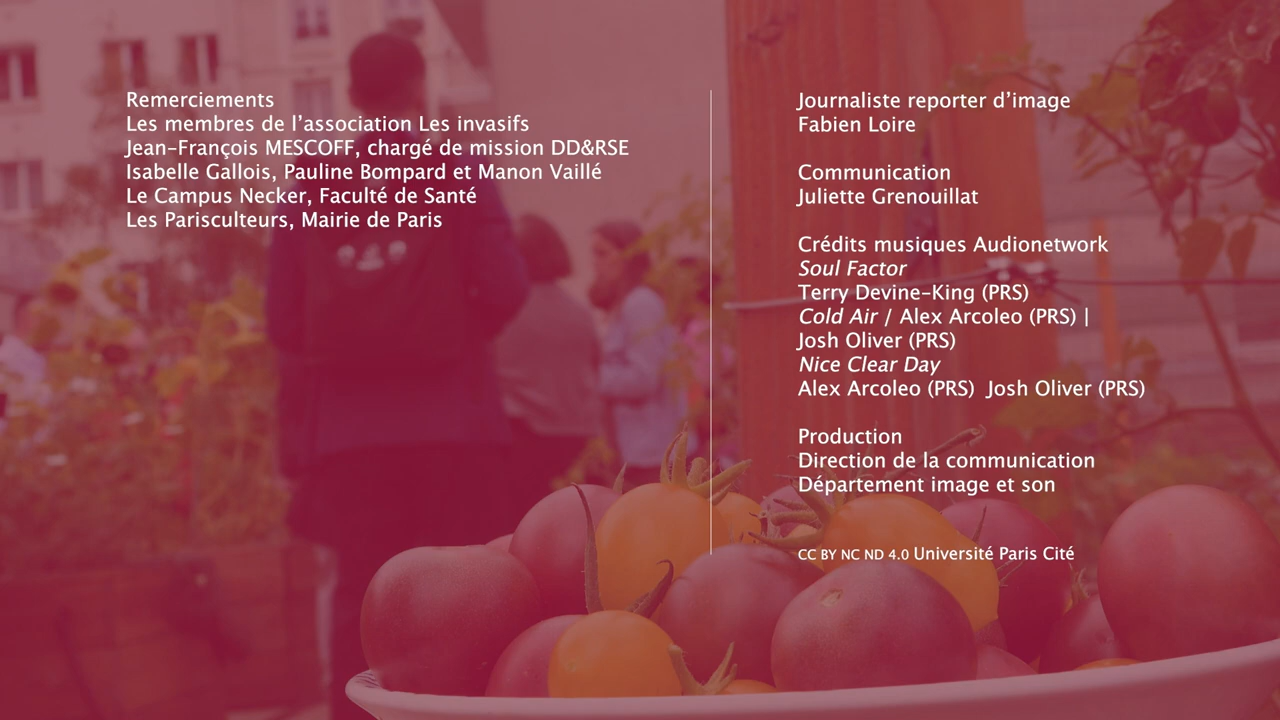 Remerciements
Les membres de l’association Les invasifs
Jean-François MESCOFF, chargé de mission DD&RSE
Isabelle Gallois, Pauline Bompard et Manon Vaillé
Le Campus Necker, Faculté de Santé
Les Parisculteurs, Mairie de Paris
Journaliste reporter d’image
Fabien Loire
Communication
Juliette Grenouillat
Crédits musiques Audionetwork
Soul Factor
Terry Devine-King (PRS)
Cold Air / Alex Arcoleo (PRS) |
Josh Oliver (PRS)
Nice Clear Day
Alex Arcoleo (PRS)  Josh Oliver (PRS)
Production
Direction de la communication
Département image et son
CC BY NC ND 4.0 Université Paris Cité